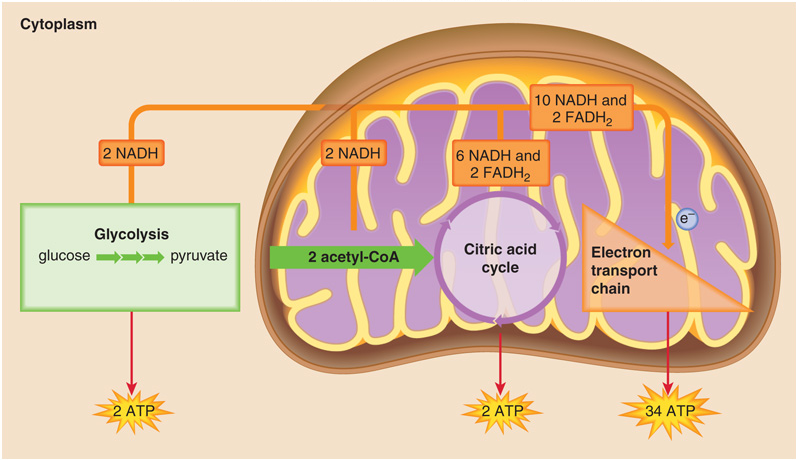 Cytoplasm
10 NADH and
2 FADH₂
2 NADH
2 NADH
6 NADH and
2 FADH₂
e⁻
Glycolysis
glucose
pyruvate
2 acetyl-CoA
Citric acid
cycle
Electron
transport
chain
2 ATP
2 ATP
34 ATP